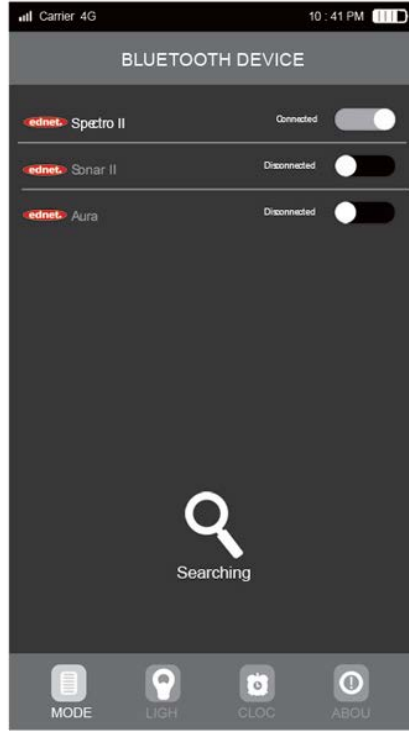 Carrier 4G 10 : 41 PM
BLUETOOTH DEVICE
ednet. Spectro II Connected
ednet. Sonar II Disconnected
ednet. Aura Disconnected
Searching
MODE LIGH CLOC ABOU